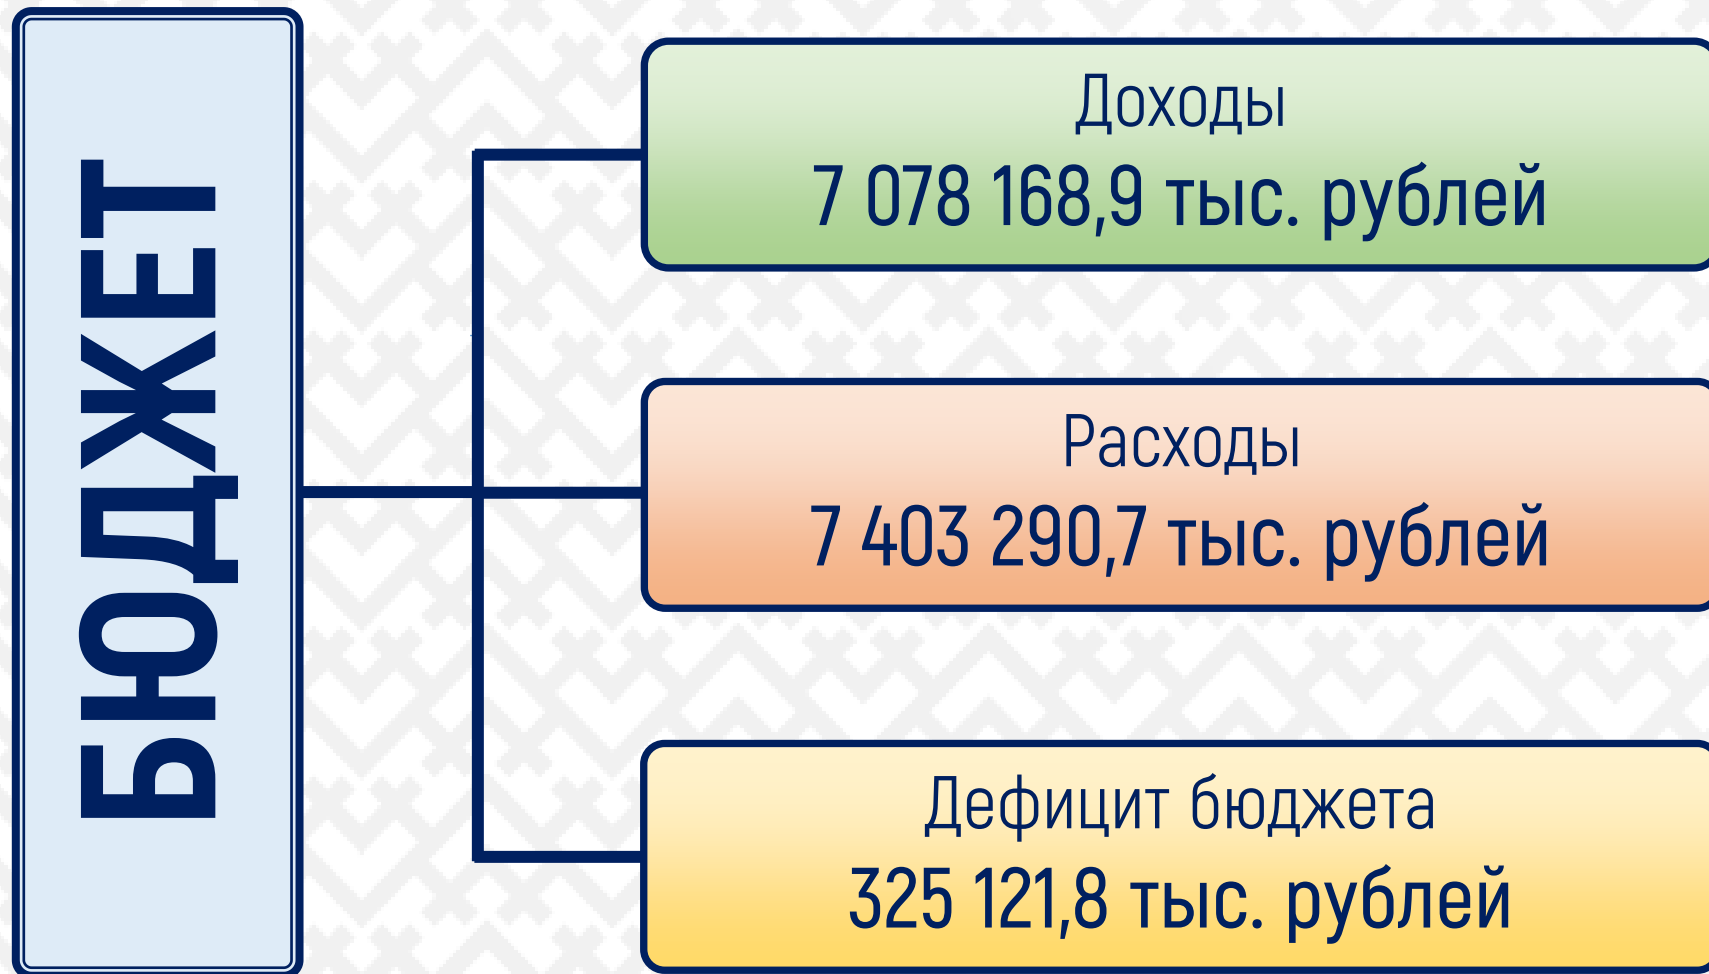 БЮДЖЕТ
Доходы
7 078 168,9 тыс. рублей
Расходы
7 403 290,7 тыс. рублей
Дефицит бюджета
325 121,8 тыс. рублей